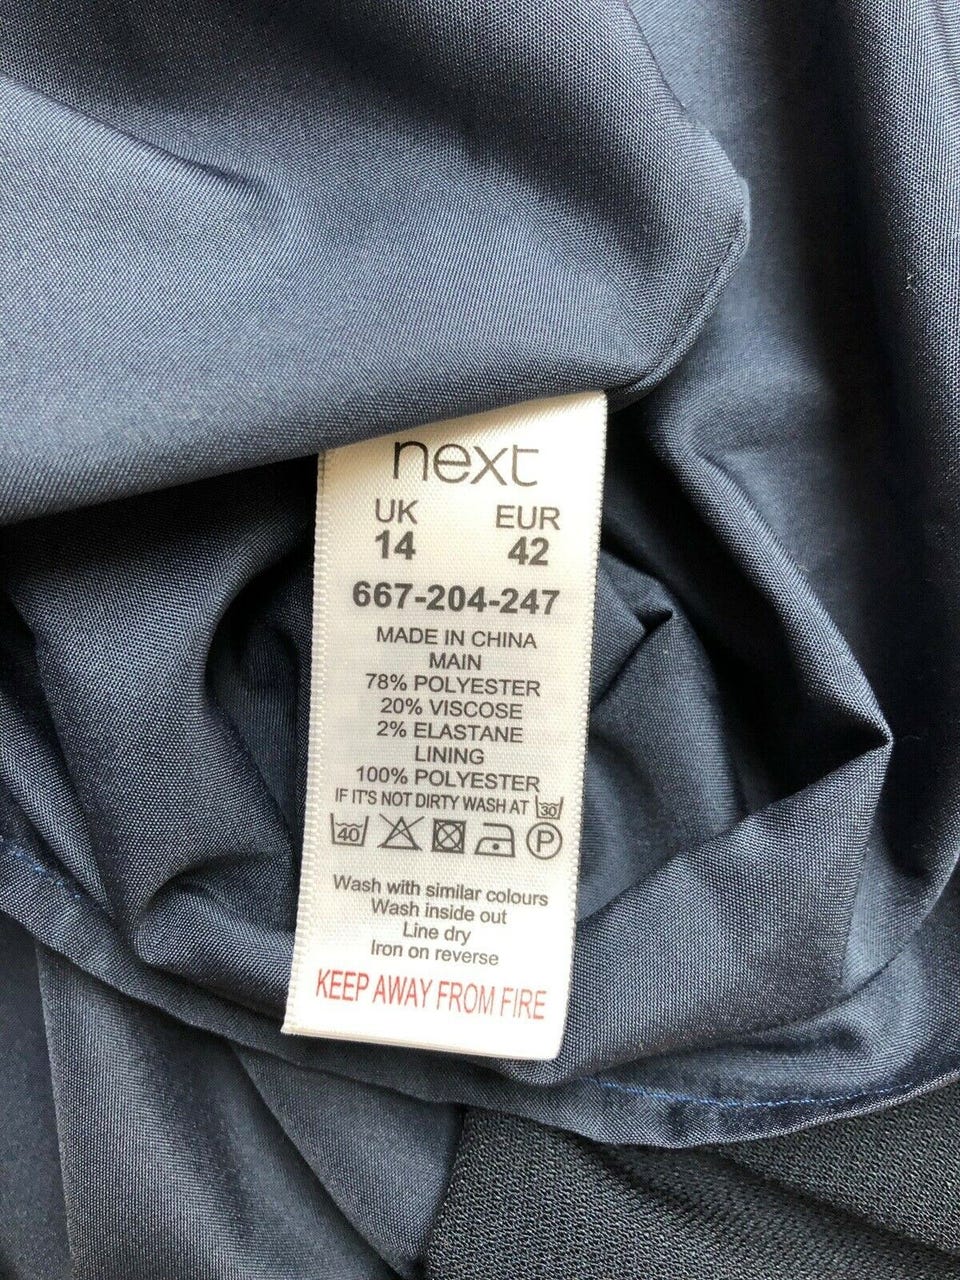 next
UK EUR
14 42
667-204-247
MADE IN CHINA
MAIN
78% POLYESTER
20% VISCOSE
2% ELASTANE
LINING
100% POLYESTER
IF IT'S NOT DIRTY WASH AT 30
40 P
Wash with similar colours
Wash inside out
Line dry
Iron on reverse
KEEP AWAY FROM FIRE